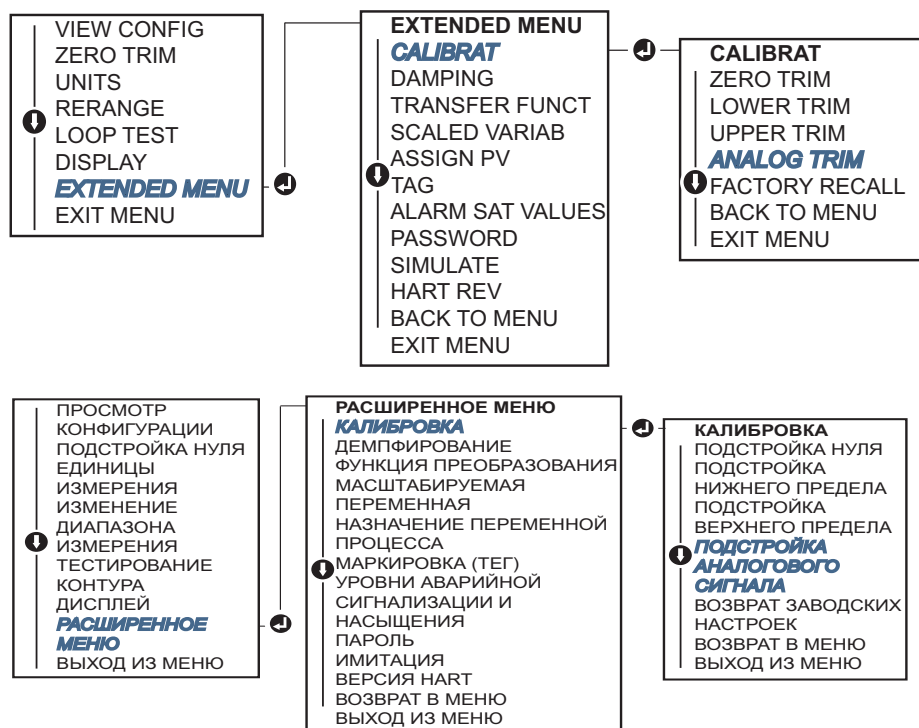 VIEW CONFIG
ZERO TRIM
UNITS
RERANGE
LOOP TEST
DISPLAY
EXTENDED MENU
EXIT MENU
EXTENDED MENU
CALIBRAT
DAMPING
TRANSFER FUNCT
SCALED VARIAB
ASSIGN PV
TAG
ALARM SAT VALUES
PASSWORD
SIMULATE
HART REV
BACK TO MENU
EXIT MENU
CALIBRAT
ZERO TRIM
LOWER TRIM
UPPER TRIM
ANALOG TRIM
FACTORY RECALL
BACK TO MENU
EXIT MENU
ПРОСМОТР
КОНФИГУРАЦИИ
ПОДСТРОЙКА НУЛЯ
ЕДИНИЦЫ
ИЗМЕРЕНИЯ
ИЗМЕНЕНИЕ
ДИАПАЗОНА
ИЗМЕРЕНИЯ
ТЕСТИРОВАНИЕ
КОНТУРА
ДИСПЛЕЙ
РАСШИРЕННОЕ
МЕНЮ
ВЫХОД ИЗ МЕНЮ
РАСШИРЕННОЕ МЕНЮ
КАЛИБРОВКА
ДЕМПФИРОВАНИЕ
ФУНКЦИЯ ПРЕОБРАЗОВАНИЯ
МАСШТАБИРУЕМАЯ
ПЕРЕМЕННАЯ
НАЗНАЧЕНИЕ ПЕРЕМЕННОЙ
ПРОЦЕССА
МАРКИРОВКА (ТЕГ)
УРОВНИ АВАРИЙНОЙ
СИГНАЛИЗАЦИИ И
НАСЫЩЕНИЯ
ПАРОЛЬ
ИМИТАЦИЯ
ВЕРСИЯ HART
ВОЗВРАТ В МЕНЮ
ВЫХОД ИЗ МЕНЮ
КАЛИБРОВКА
ПОДСТРОЙКА НУЛЯ
ПОДСТРОЙКА
НИЖНЕГО ПРЕДЕЛА
ПОДСТРОЙКА
ВЕРХНЕГО ПРЕДЕЛА
ПОДСТРОЙКА
АНАЛОГОВОГО
СИГНАЛА
ВОЗВРАТ ЗАВОДСКИХ
НАСТРОЕК
ВОЗВРАТ В МЕНЮ
ВЫХОД ИЗ МЕНЮ